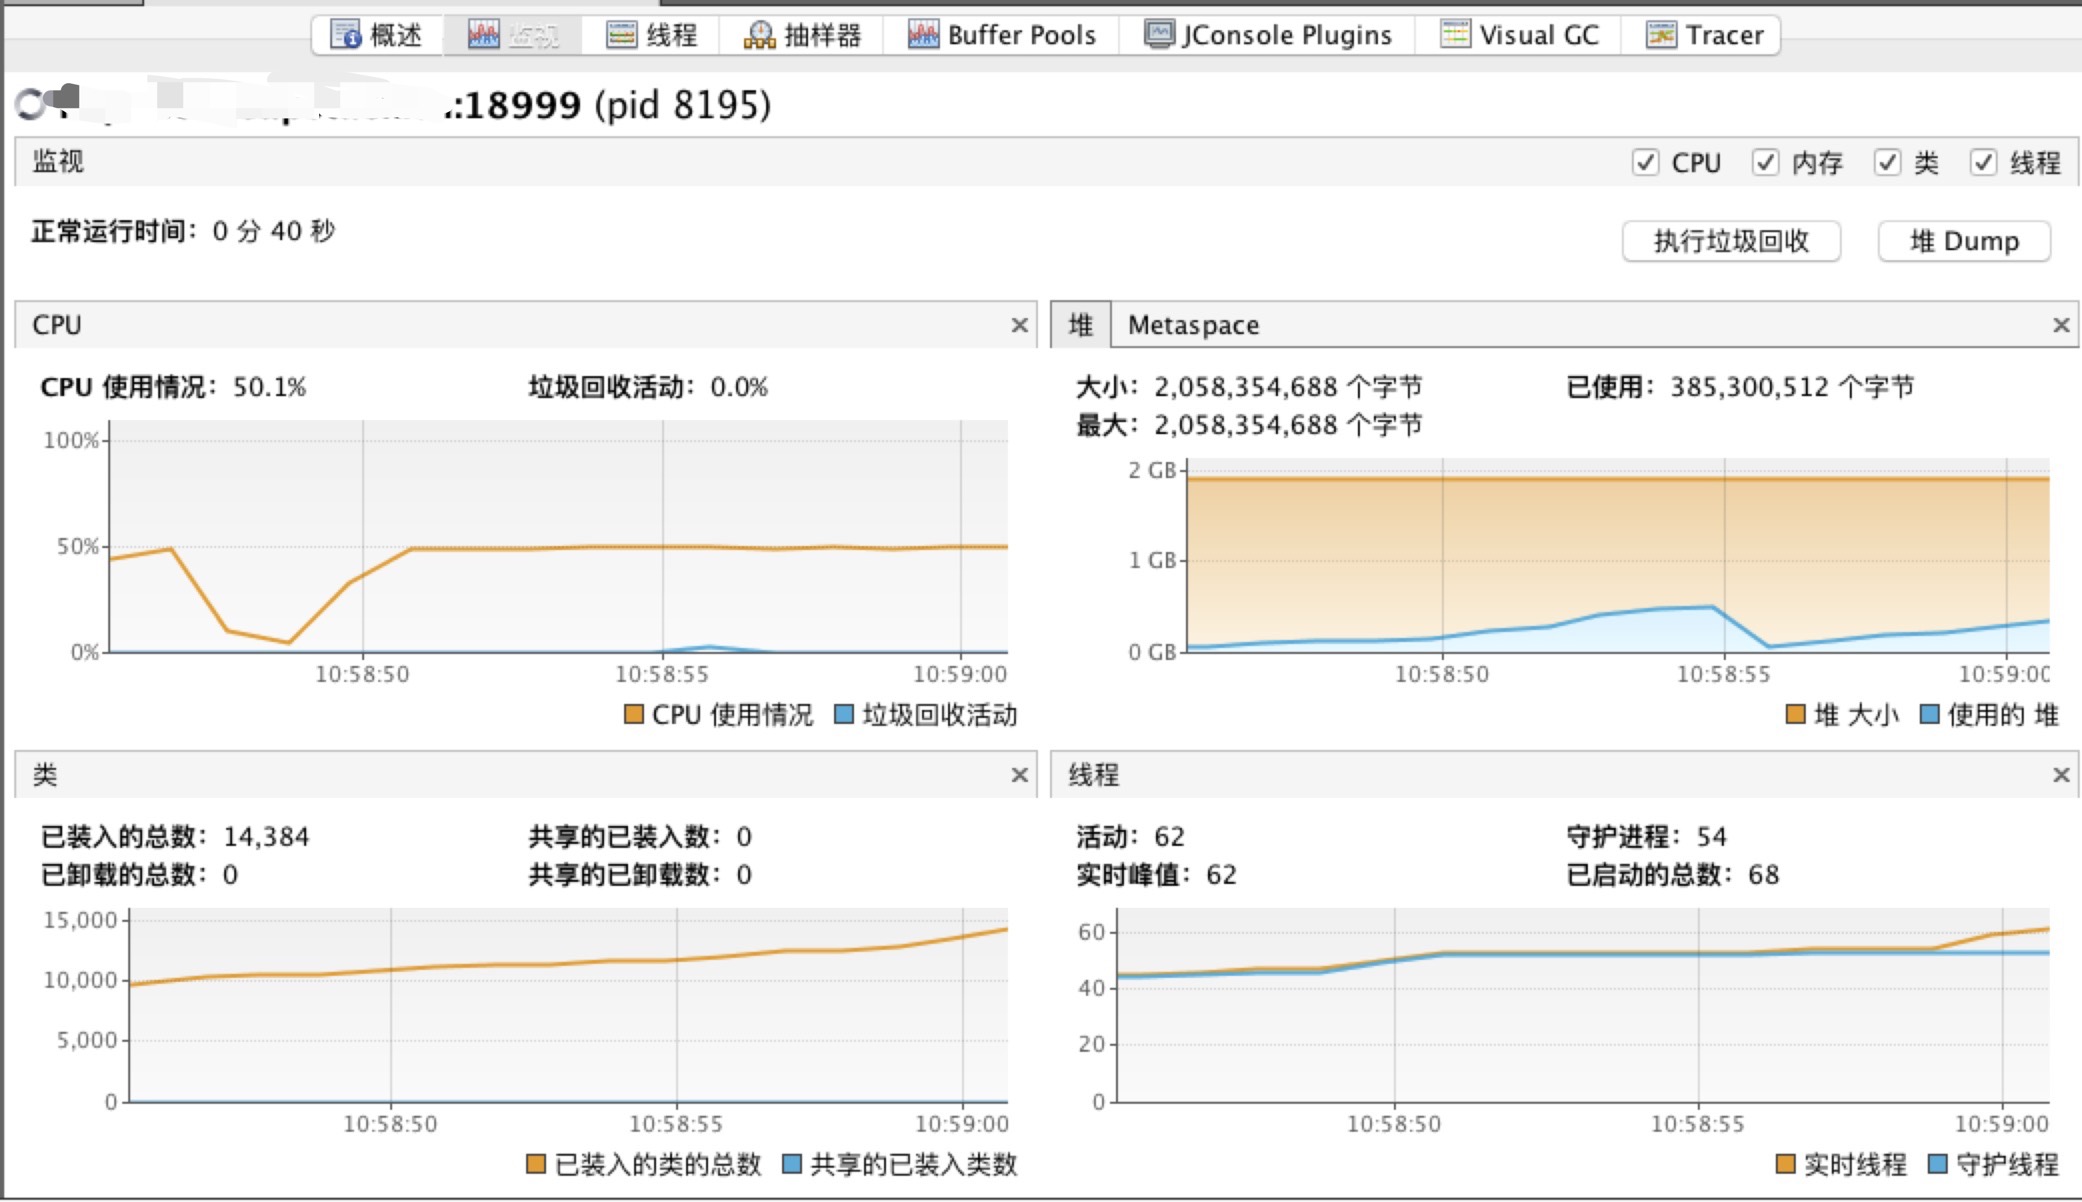 概述 监视 线程 抽样器 Buffer Pools JConsole Plugins Visual GC Tracer
:18999 (pid 8195)
监视 CPU 内存 类 线程
正常运行时间: 0 分 40 秒
执行垃圾回收 堆 Dump
CPU ×
CPU 使用情况: 50.1% 垃圾回收活动: 0.0%
100%
50%
0%
10:58:50 10:58:55 10:59:00
CPU 使用情况 垃圾回收活动
堆 Metaspace ×
大小: 2,058,354,688 个字节 已使用: 385,300,512 个字节
最大: 2,058,354,688 个字节
2 GB
1 GB
0 GB
10:58:50 10:58:55 10:59:00
堆 大小 使用的 堆
类 ×
已装入的总数: 14,384 共享的已装入数: 0
已卸载的总数: 0 共享的已卸载数: 0
15,000
10,000
5,000
0
10:58:50 10:58:55 10:59:00
已装入的类的总数 共享的已装入类数
线程 ×
活动: 62 守护进程: 54
实时峰值: 62 已启动的总数: 68
60
40
20
0
10:58:50 10:58:55 10:59:00
实时线程 守护线程